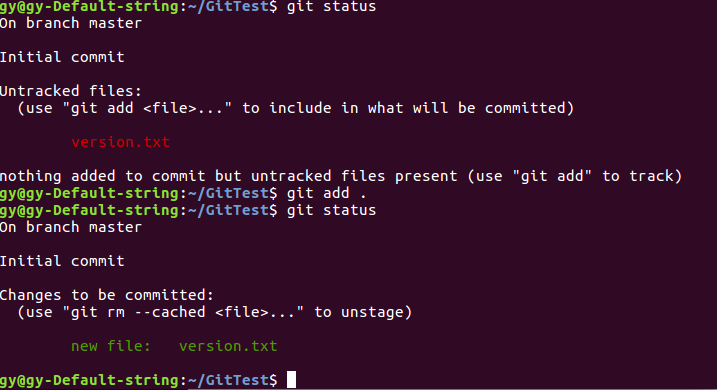 gy@gy-Default-string:~/GitTest$ git status
On branch master
Initial commit
Untracked files:
  (use "git add <file>..." to include in what will be committed)
        version.txt
nothing added to commit but untracked files present (use "git add" to track)
gy@gy-Default-string:~/GitTest$ git add .
gy@gy-Default-string:~/GitTest$ git status
On branch master
Initial commit
Changes to be committed:
  (use "git rm --cached <file>..." to unstage)
        new file:   version.txt
gy@gy-Default-string:~/GitTest$